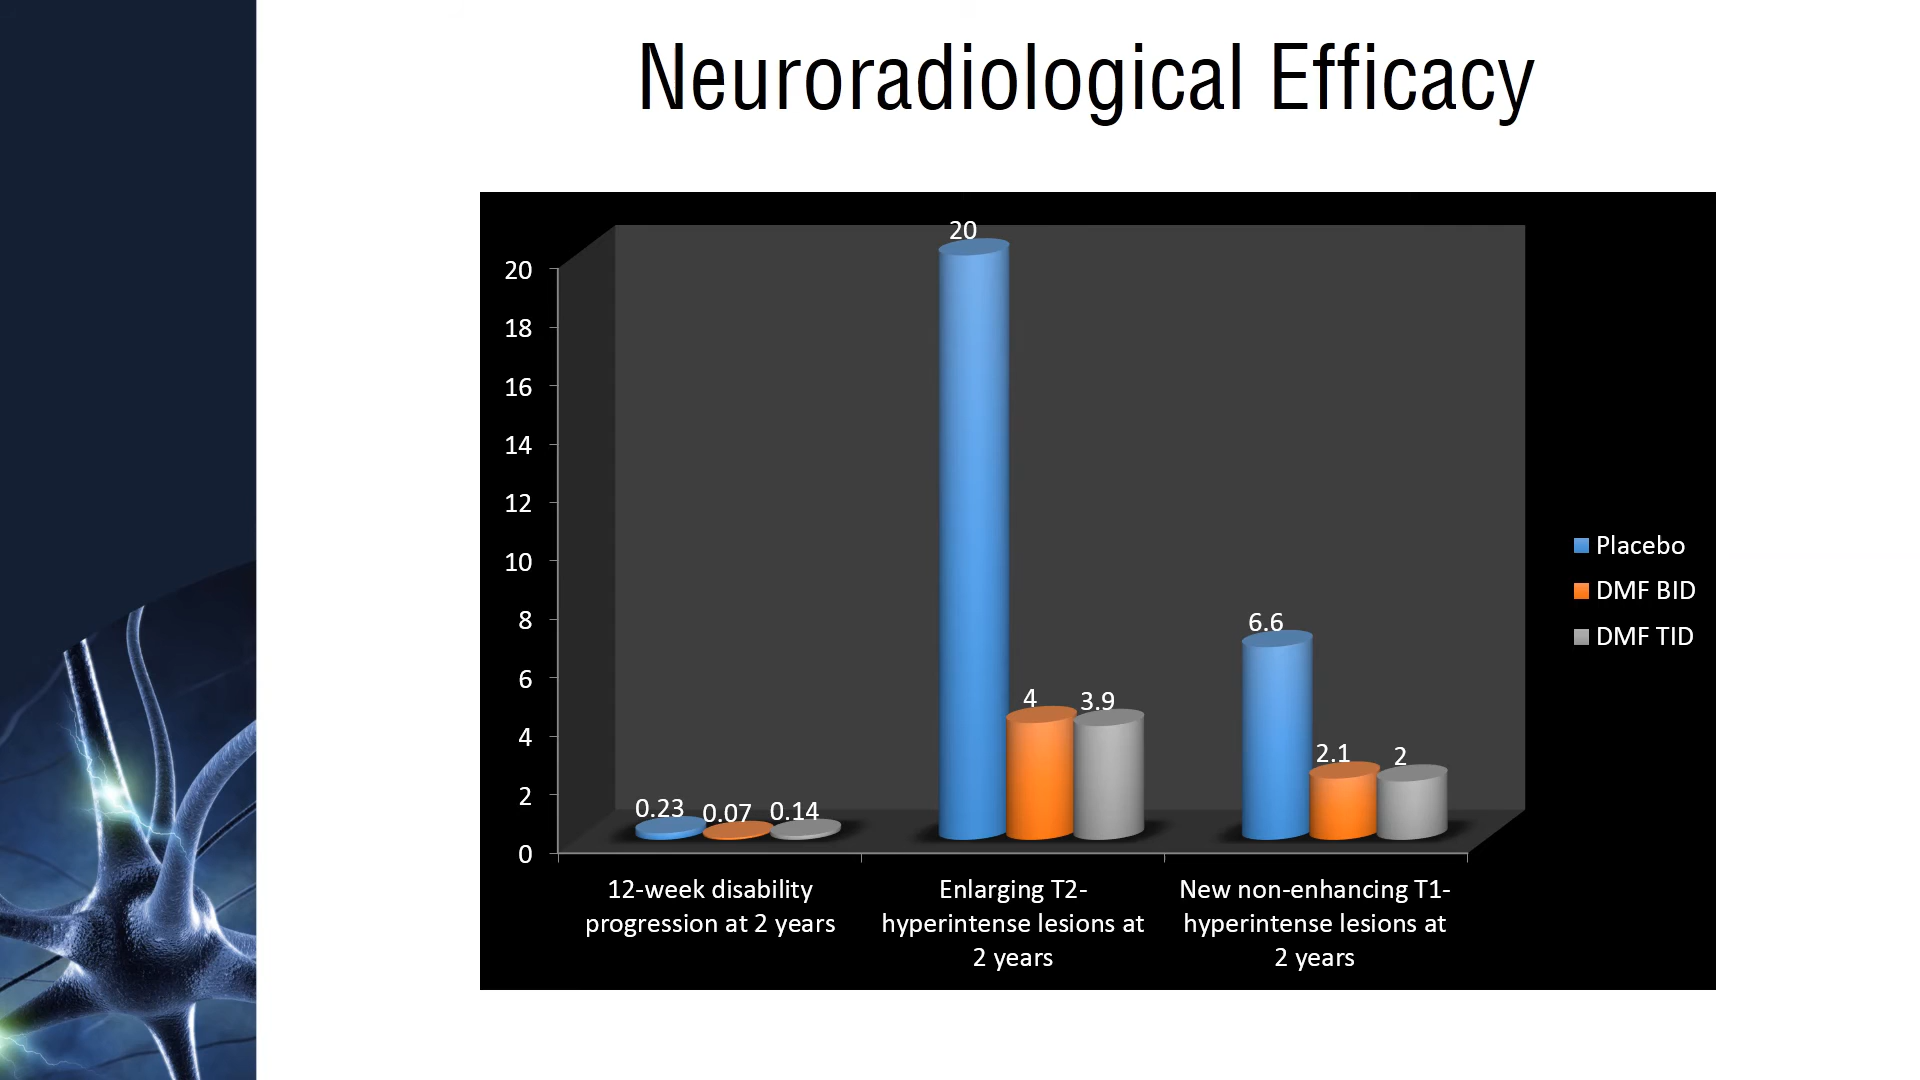 Neuroradiological Efficacy
20
20
18
16
14
12
10
8
6
4
2
0
0.23
0.07
0.14
4
3.9
6.6
2.1
2
12-week disability
progression at 2 years
Enlarging T2-
hyperintense lesions at
2 years
New non-enhancing T1-
hyperintense lesions at
2 years
Placebo
DMF BID
DMF TID